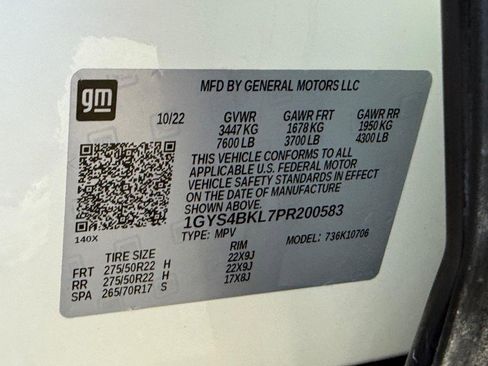 gm
MFD BY GENERAL MOTORS LLC
10/22 GVWR GAWR FRT GAWR RR
3447 KG 1678 KG 1950 KG
7600 LB 3700 LB 4300 LB
THIS VEHICLE CONFORMS TO ALL
APPLICABLE U.S. FEDERAL MOTOR
VEHICLE SAFETY STANDARDS IN EFFECT
ON THE DATE OF MANUFACTURE
SHOWN ABOVE.
1GYS4BKL7PR200583
140X TYPE: MPV MODEL: 736K10706
TIRE SIZE RIM
FRT 275/50R22 H 22X9J
RR 275/50R22 H 22X9J
SPA 265/70R17 S 17X8J